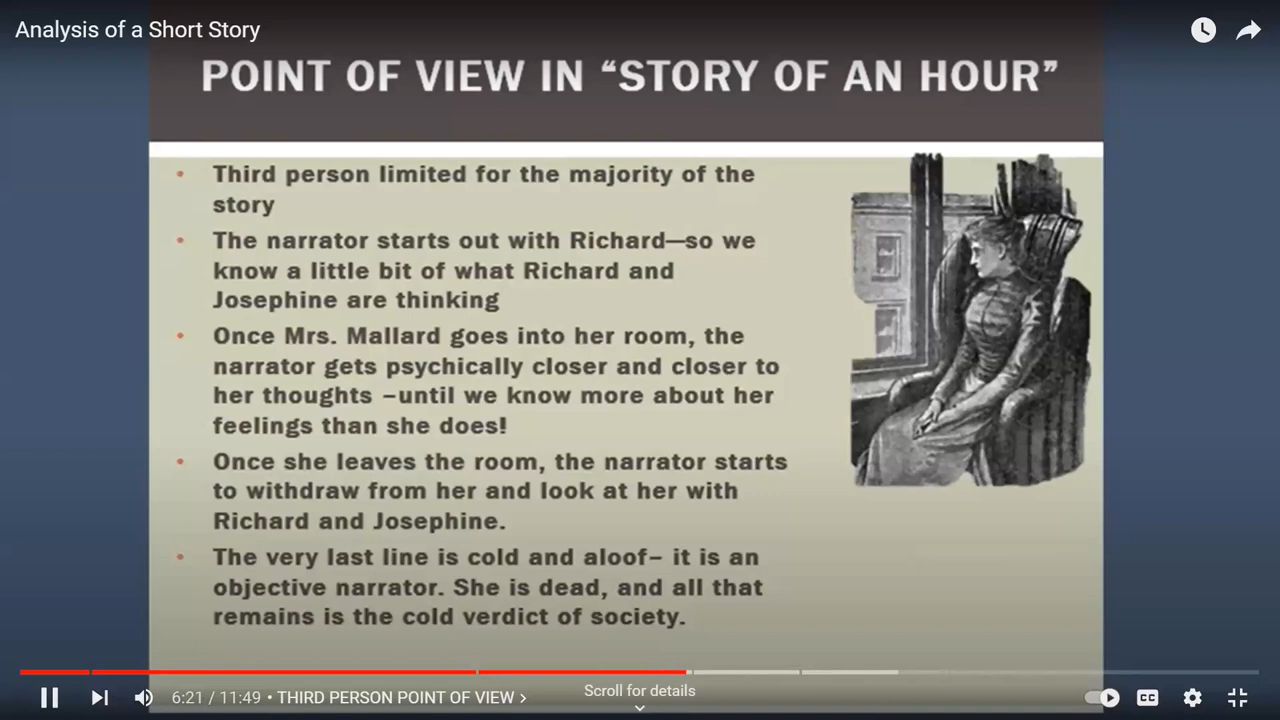 Analysis of a Short Story
POINT OF VIEW IN “STORY OF AN HOUR”
• Third person limited for the majority of the
story
• The narrator starts out with Richard—so we
know a little bit of what Richard and
Josephine are thinking
• Once Mrs. Mallard goes into her room, the
narrator gets psychically closer and closer to
her thoughts –until we know more about her
feelings than she does!
• Once she leaves the room, the narrator starts
to withdraw from her and look at her with
Richard and Josephine.
• The very last line is cold and aloof– it is an
objective narrator. She is dead, and all that
remains is the cold verdict of society.
6:21 / 11:49 • THIRD PERSON POINT OF VIEW ›
Scroll for details
CC